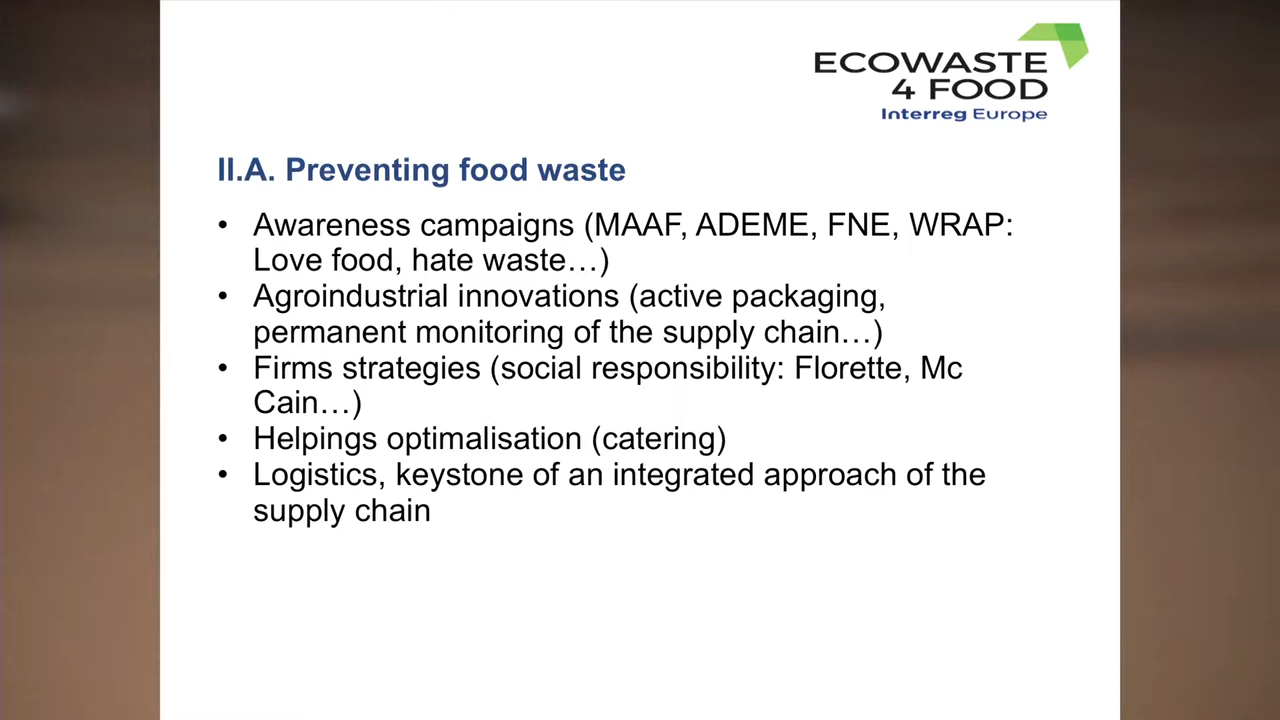 ECOWASTE
4 FOOD
Interreg Europe
II.A. Preventing food waste
• Awareness campaigns (MAAF, ADEME, FNE, WRAP:
Love food, hate waste…)
• Agroindustrial innovations (active packaging,
permanent monitoring of the supply chain…)
• Firms strategies (social responsibility: Florette, Mc
Cain…)
• Helpings optimalisation (catering)
• Logistics, keystone of an integrated approach of the
supply chain